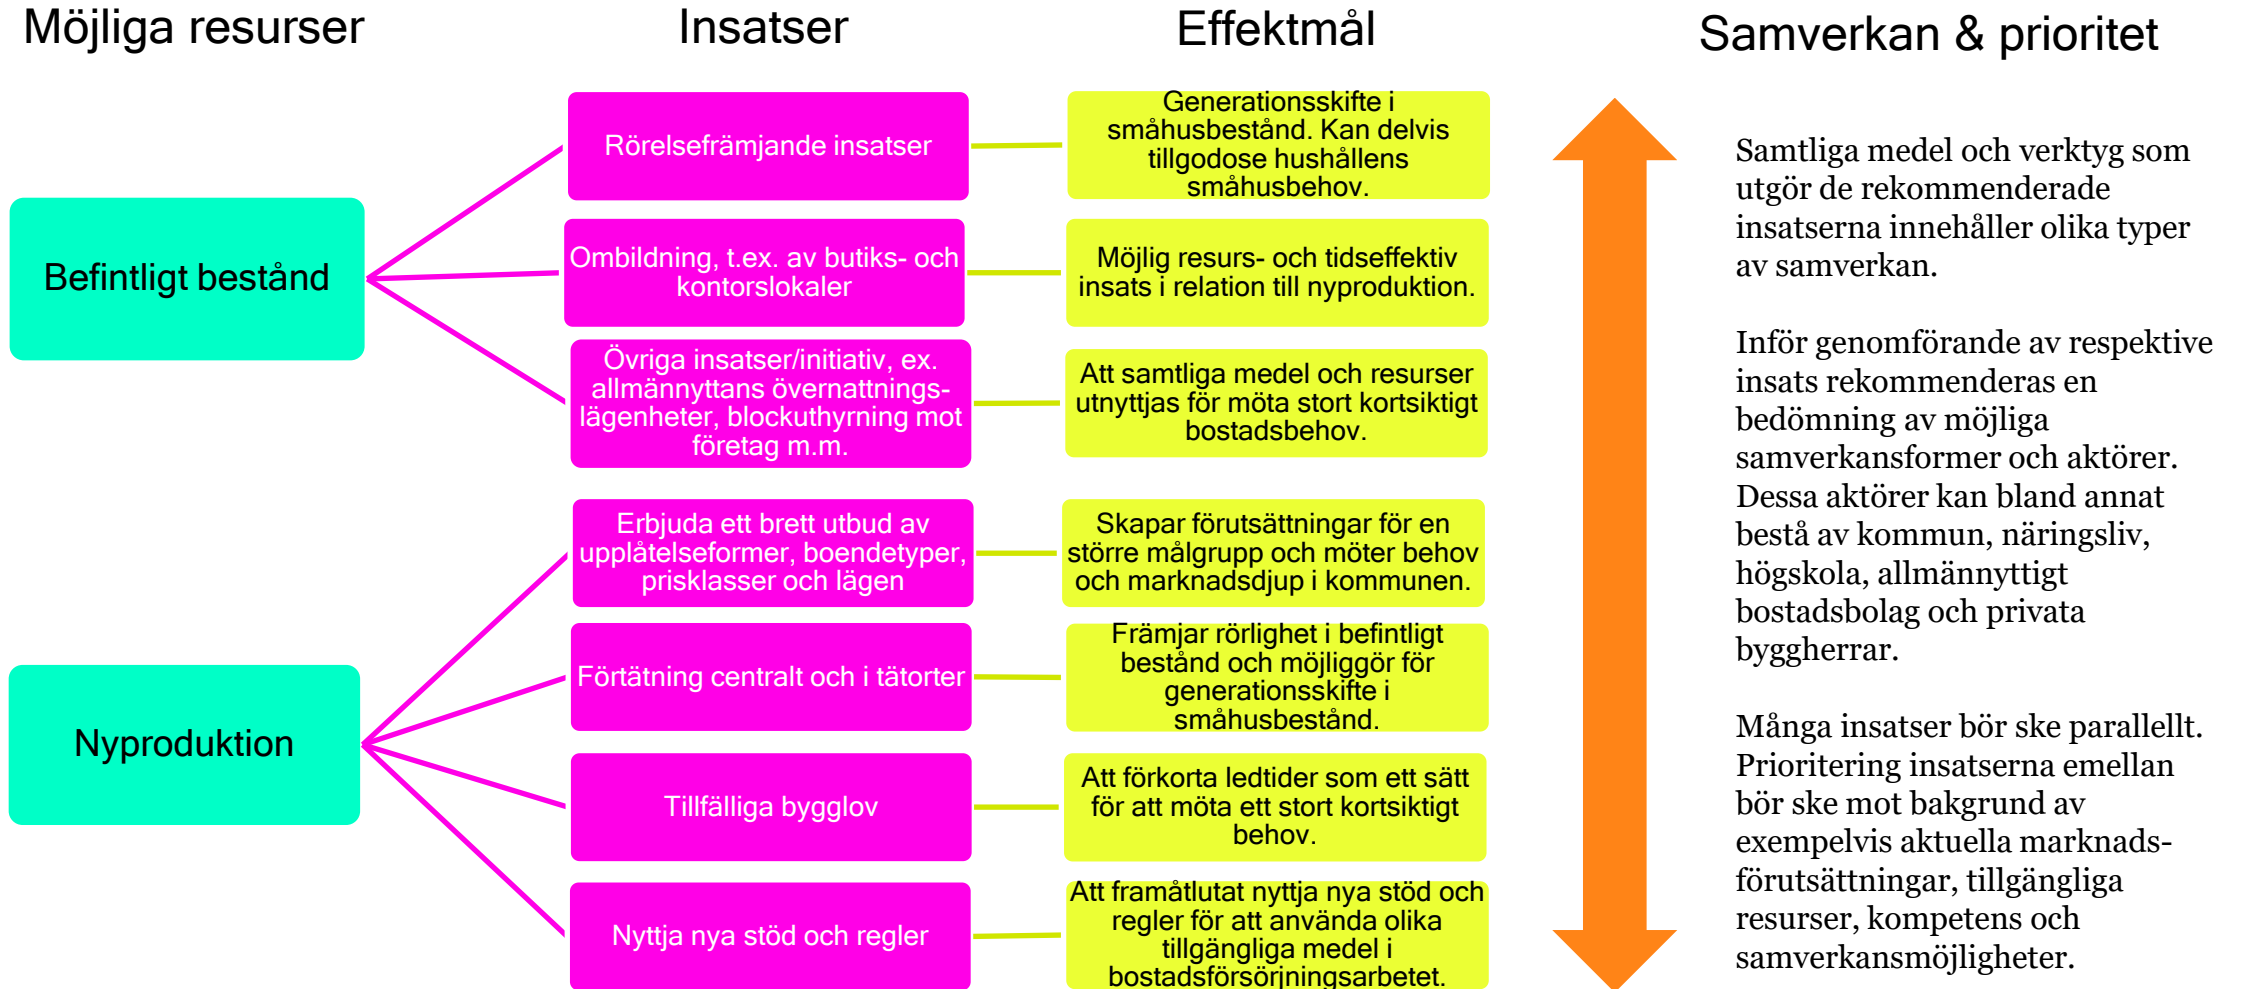 Möjliga resurser
Insatser
Effektmål
Samverkan & prioritet
Befintligt bestånd
Rörelsefrämjande insatser
Generationsskifte i
småhusbestånd. Kan delvis
tillgodose hushållens
småhusbehov.
Ombildning, t.ex. av butiks- och
kontorslokaler
Möjlig resurs- och tidseffektiv
insats i relation till nyproduktion.
Övriga insatser/initiativ, ex.
allmännyttans övernattnings-
lägenheter, blockuthyrning mot
företag m.m.
Att samtliga medel och resurser
utnyttjas för möta stort kortsiktigt
bostadsbehov.
Nyproduktion
Erbjuda ett brett utbud av
upplåtelseformer, boendetyper,
prisklasser och lägen
Skapar förutsättningar för en
större målgrupp och möter behov
och marknadsdjup i kommunen.
Förtätning centralt och i tätorter
Främjar rörlighet i befintligt
bestånd och möjliggör för
generationsskifte i
småhusbestånd.
Tillfälliga bygglov
Att förkorta ledtider som ett sätt
för att möta ett stort kortsiktigt
behov.
Nyttja nya stöd och regler
Att framåtlutat nyttja nya stöd och
regler för att använda olika
tillgängliga medel i
bostadsförsörjningsarbetet.
Samtliga medel och verktyg som
utgör de rekommenderade
insatserna innehåller olika typer
av samverkan.
Inför genomförande av respektive
insats rekommenderas en
bedömning av möjliga
samverkansformer och aktörer.
Dessa aktörer kan bland annat
bestå av kommun, näringsliv,
högskola, allmännyttigt
bostadsbolag och privata
byggherrar.
Många insatser bör ske parallellt.
Prioritering insatserna emellan
bör ske mot bakgrund av
exempelvis aktuella marknads-
förutsättningar, tillgängliga
resurser, kompetens och
samverkansmöjligheter.